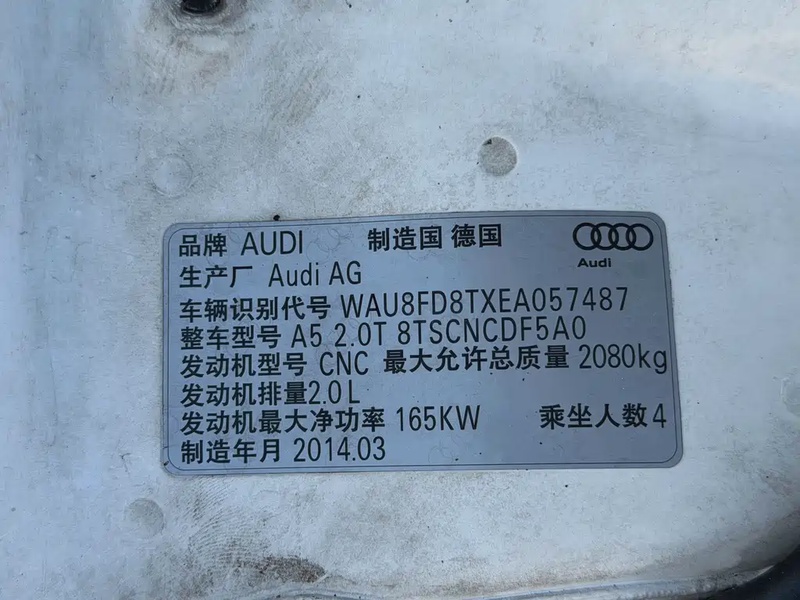 品牌 AUDI 制造国 德国
Audi
生产厂 Audi AG
车辆识别代号 WAU8FD8TXEA057487
整车型号 A5 2.0T 8TSCNCDF5A0
发动机型号 CNC 最大允许总质量 2080kg
发动机排量2.0L
发动机最大净功率 165KW 乘坐人数4
制造年月 2014.03